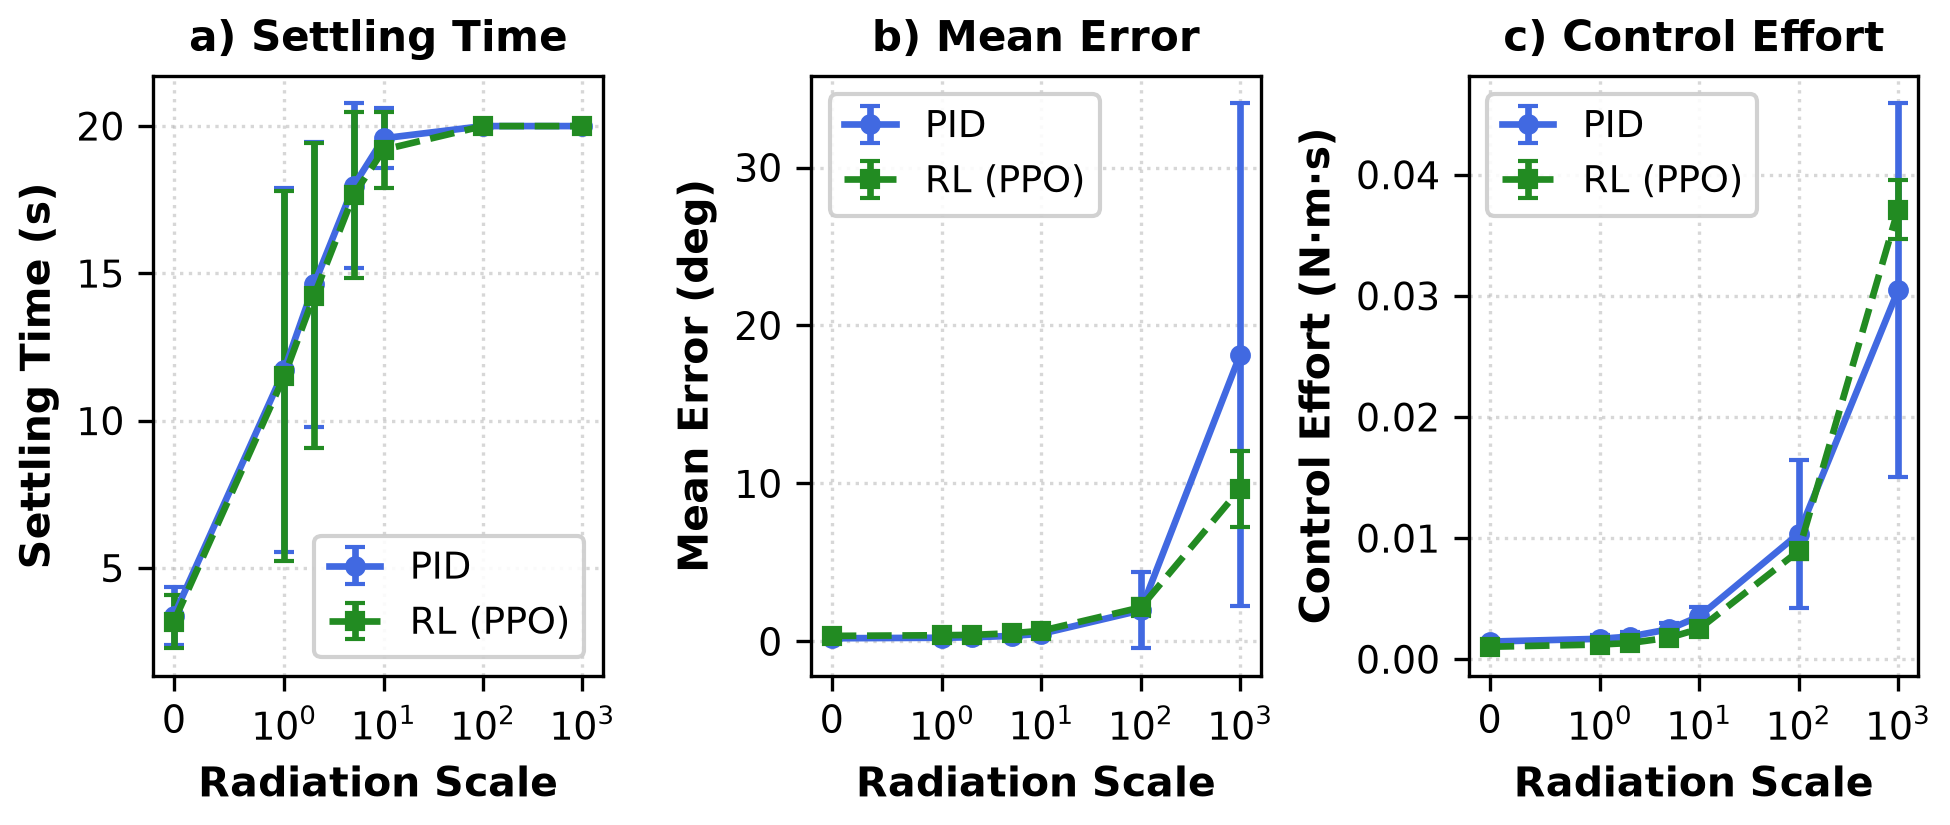 a) Settling Time
Settling Time (s)
20
15
10
5
PID
RL (PPO)
0 10⁰ 10¹ 10² 10³
Radiation Scale
b) Mean Error
Mean Error (deg)
30
20
10
0
PID
RL (PPO)
0 10⁰ 10¹ 10² 10³
Radiation Scale
c) Control Effort
Control Effort (N·m·s)
0.04
0.03
0.02
0.01
0.00
PID
RL (PPO)
0 10⁰ 10¹ 10² 10³
Radiation Scale